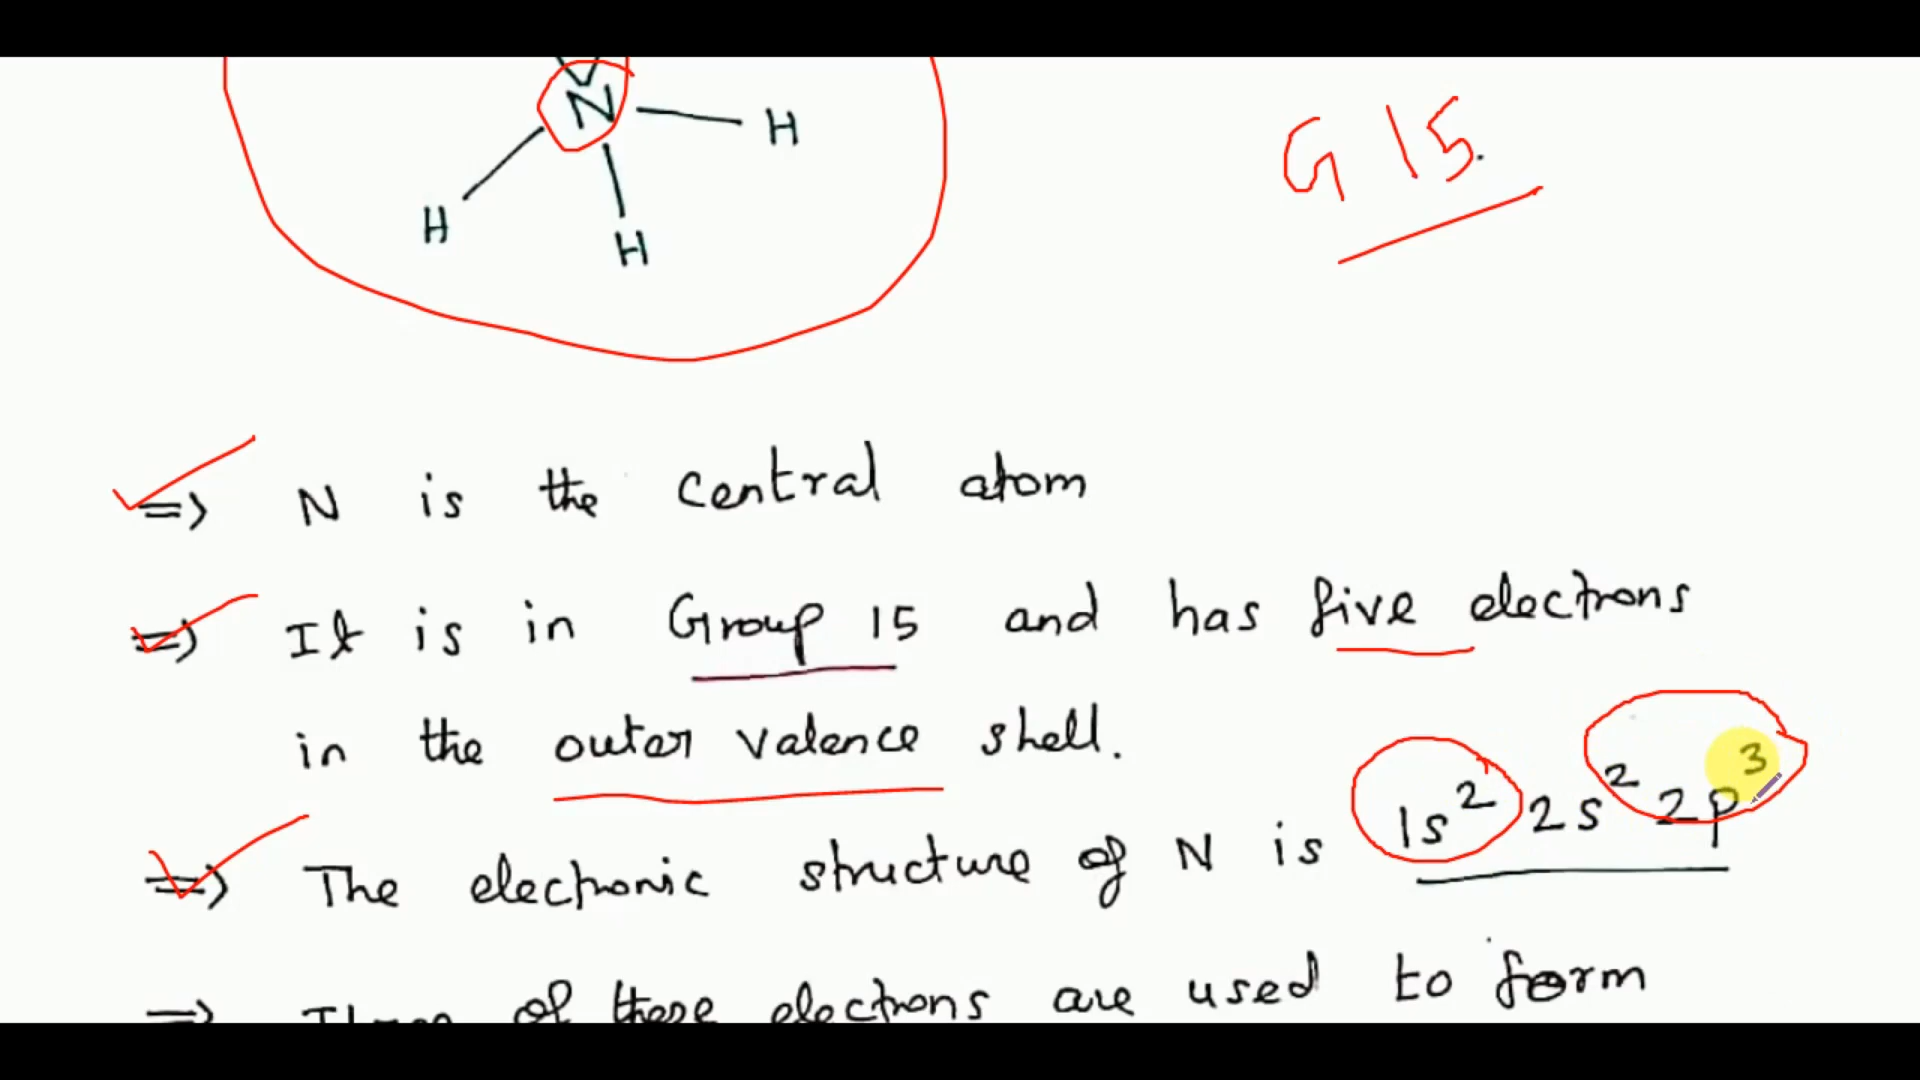 N
H
H
H
G 15.
=> N is the central atom
=> It is in Group 15 and has five electrons
in the outer valence shell.
=> The electronic structure of N is 1s² 2s² 2p³
=> Three of these electrons are used to form